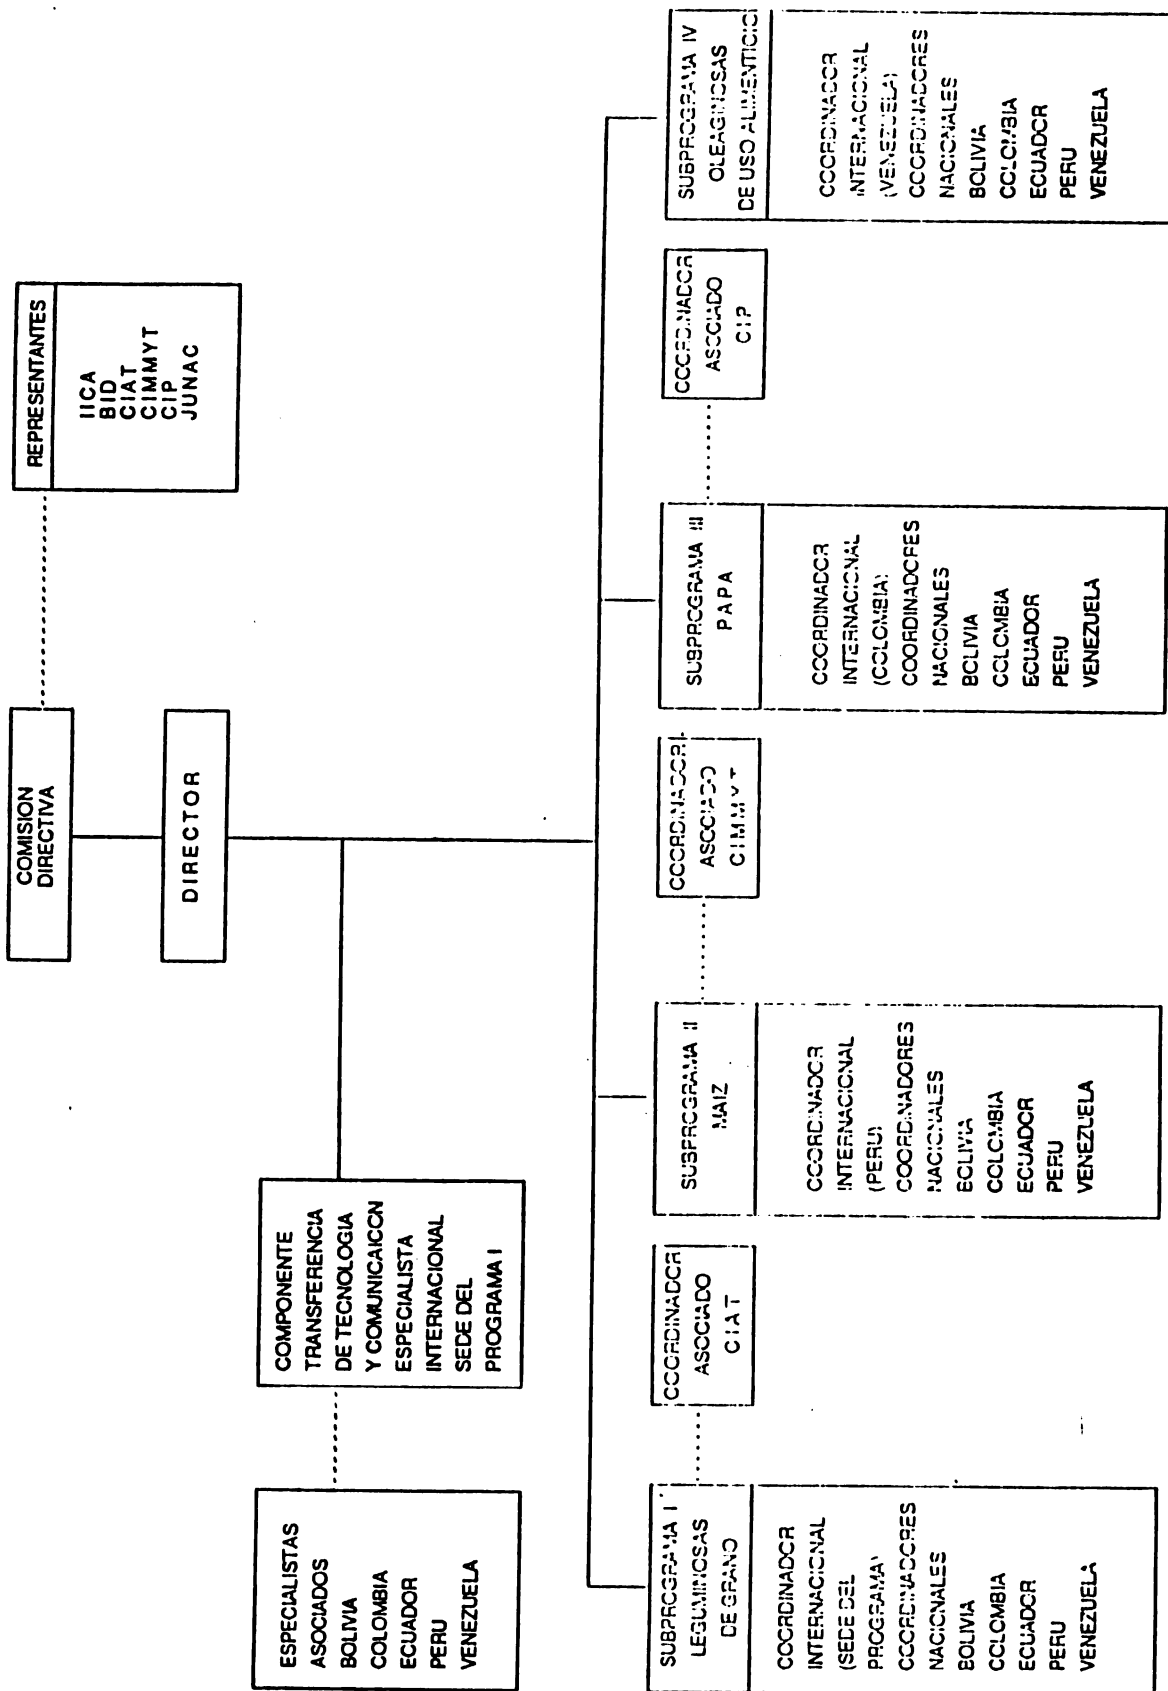 COMISION
DIRECTIVA
REPRESENTANTES
IICA
BID
CIAT
CIMMYT
CIP
JUNAC
DIRECTOR
ESPECIALISTAS
ASOCIADOS
BOLIVIA
COLOMBIA
ECUADOR
PERU
VENEZUELA
COMPONENTE
TRANSFERENCIA
DE TECNOLOGIA
Y COMUNICAICCN
ESPECIALISTA
INTERNACIONAL
SEDE DEL
PROGRAMA I
SUBPROGRAMA I
LEGUMINOSAS
DE GRANO
COORDINADOR
INTERNACIONAL
(SEDE DEL
PROGRAMA)
COORDINADORES
NACIONALES
BOLIVIA
COLOMBIA
ECUADOR
PERU
VENEZUELA
COORDINADOR
ASOCIADO
CIAT
SUBPROGRAMA II
MAIZ
COORDINADOR
INTERNACIONAL
(PERU)
COORDINADORES
NACIONALES
BOLIVIA
COLOMBIA
ECUADOR
PERU
VENEZUELA
COORDINADOR
ASOCIADO
CIMMYT
SUBPROGRAMA III
PAPA
COORDINADOR
INTERNACIONAL
(COLOMBIA)
COORDINADORES
NACIONALES
BOLIVIA
COLOMBIA
ECUADOR
PERU
VENEZUELA
COORDINADOR
ASOCIADO
CIP
SUBPROGRAMA IV
OLEAGINOSAS
DE USO ALIMENTICIO
COORDINADOR
INTERNACIONAL
(VENEZUELA)
COORDINADORES
NACIONALES
BOLIVIA
COLOMBIA
ECUADOR
PERU
VENEZUELA